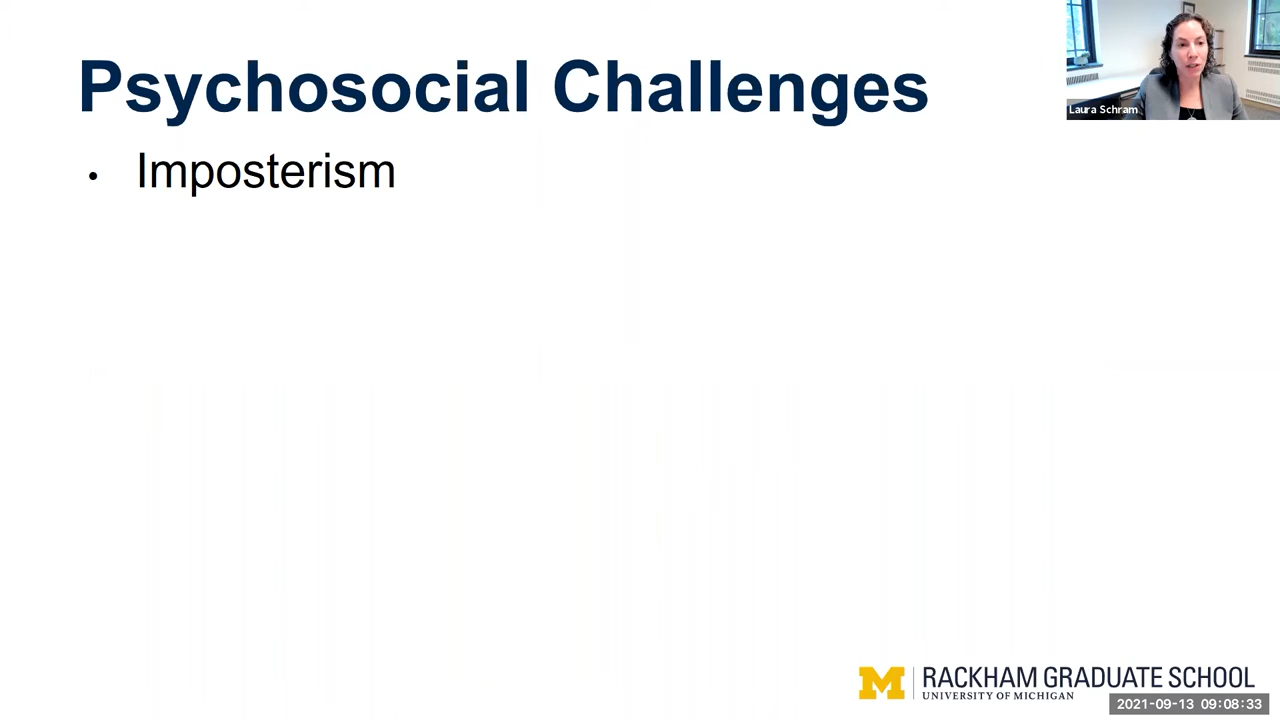 Psychosocial Challenges
Laura Schram
• Imposterism
M RACKHAM GRADUATE SCHOOL
UNIVERSITY OF MICHIGAN
2021-09-13 09:08:33